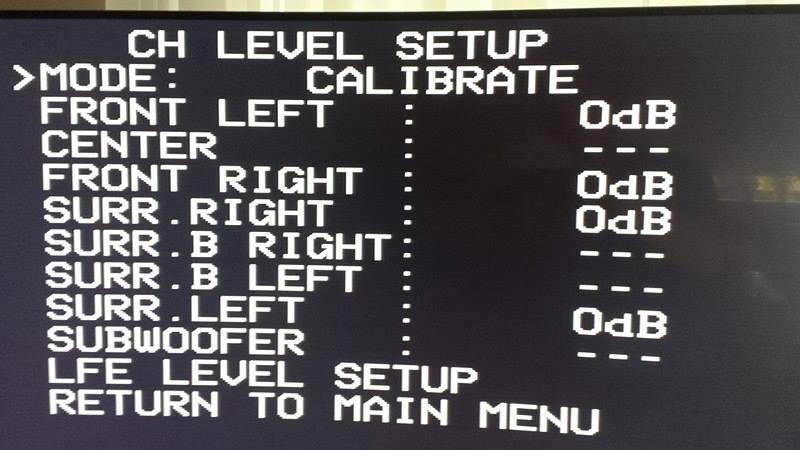 CH LEVEL SETUP
>MODE: CALIBRATE
FRONT LEFT : 0dB
CENTER : ---
FRONT RIGHT : 0dB
SURR.RIGHT : 0dB
SURR.B RIGHT: ---
SURR.B LEFT : ---
SURR.LEFT : 0dB
SUBWOOFER : ---
LFE LEVEL SETUP
RETURN TO MAIN MENU